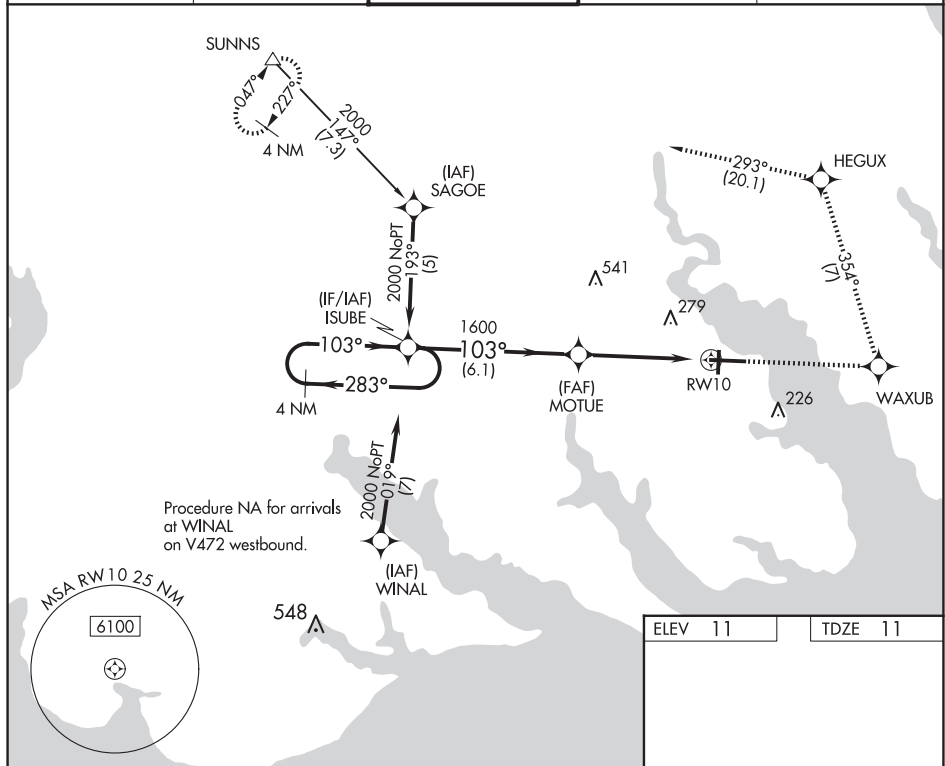 SUNNS
047°
227°
4 NM
2000
147°
(7.3)
(IAF)
SAGOE
2000 NoPT
193°
(5)
293°
(20.1)
HEGUX
354°
(7)
541
279
(IF/IAF)
ISUBE
103°
283°
4 NM
1600
103°
(6.1)
(FAF)
MOTUE
RW10
226
WAXUB
2000 NoPT
019°
(7)
Procedure NA for arrivals
at WINAL
on V472 westbound.
(IAF)
WINAL
MSA RW10 25 NM
6100
548
ELEV 11
TDZE 11